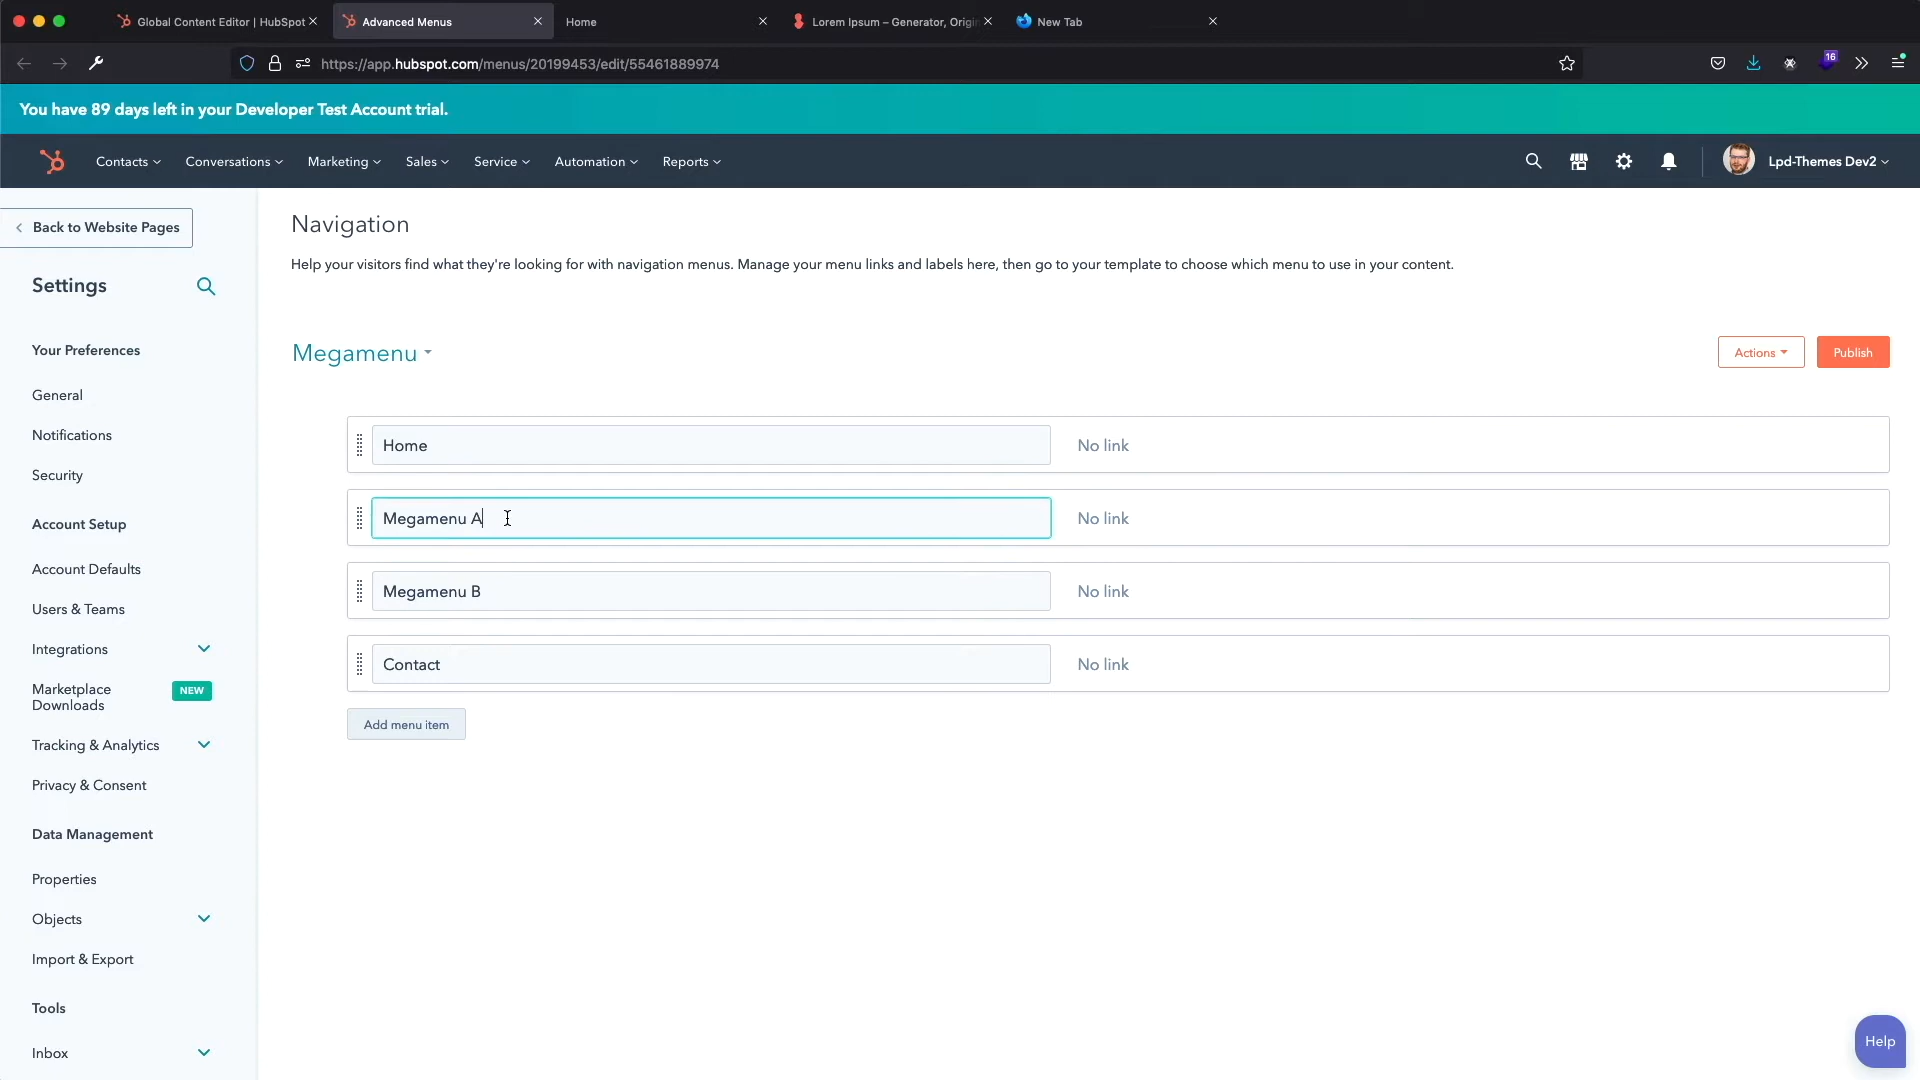 Global Content Editor | HubSpot
Advanced Menus
Home
Lorem Ipsum – Generator, Origin
New Tab
https://app.hubspot.com/menus/20199453/edit/55461889974
16
You have 89 days left in your Developer Test Account trial.
Contacts
Conversations
Marketing
Sales
Service
Automation
Reports
Lpd-Themes Dev2
Back to Website Pages
Settings
Your Preferences
General
Notifications
Security
Account Setup
Account Defaults
Users & Teams
Integrations
Marketplace
Downloads
NEW
Tracking & Analytics
Privacy & Consent
Data Management
Properties
Objects
Import & Export
Tools
Inbox
Navigation
Help your visitors find what they're looking for with navigation menus. Manage your menu links and labels here, then go to your template to choose which menu to use in your content.
Megamenu
Actions
Publish
Home
No link
Megamenu A
No link
Megamenu B
No link
Contact
No link
Add menu item
Help